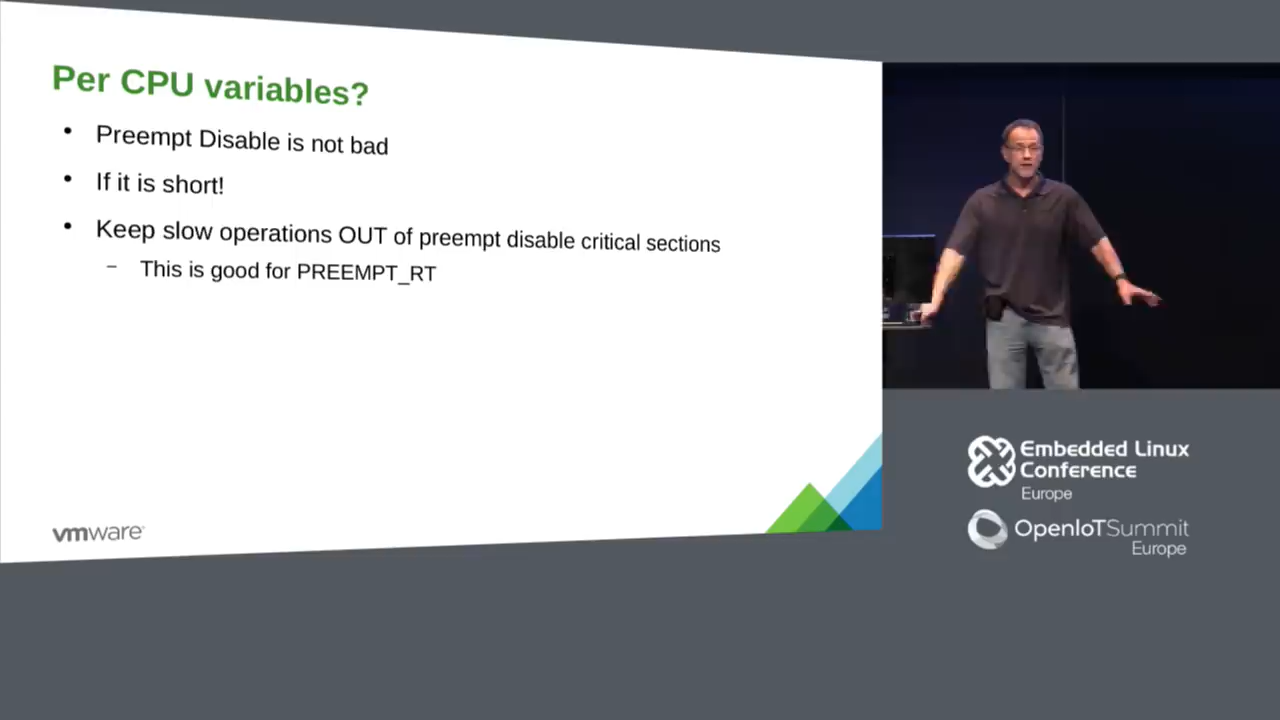 Per CPU variables?
• Preempt Disable is not bad
• If it is short!
• Keep slow operations OUT of preempt disable critical sections
– This is good for PREEMPT_RT
vmware
Embedded Linux
Conference
Europe
OpenIoTSummit
Europe